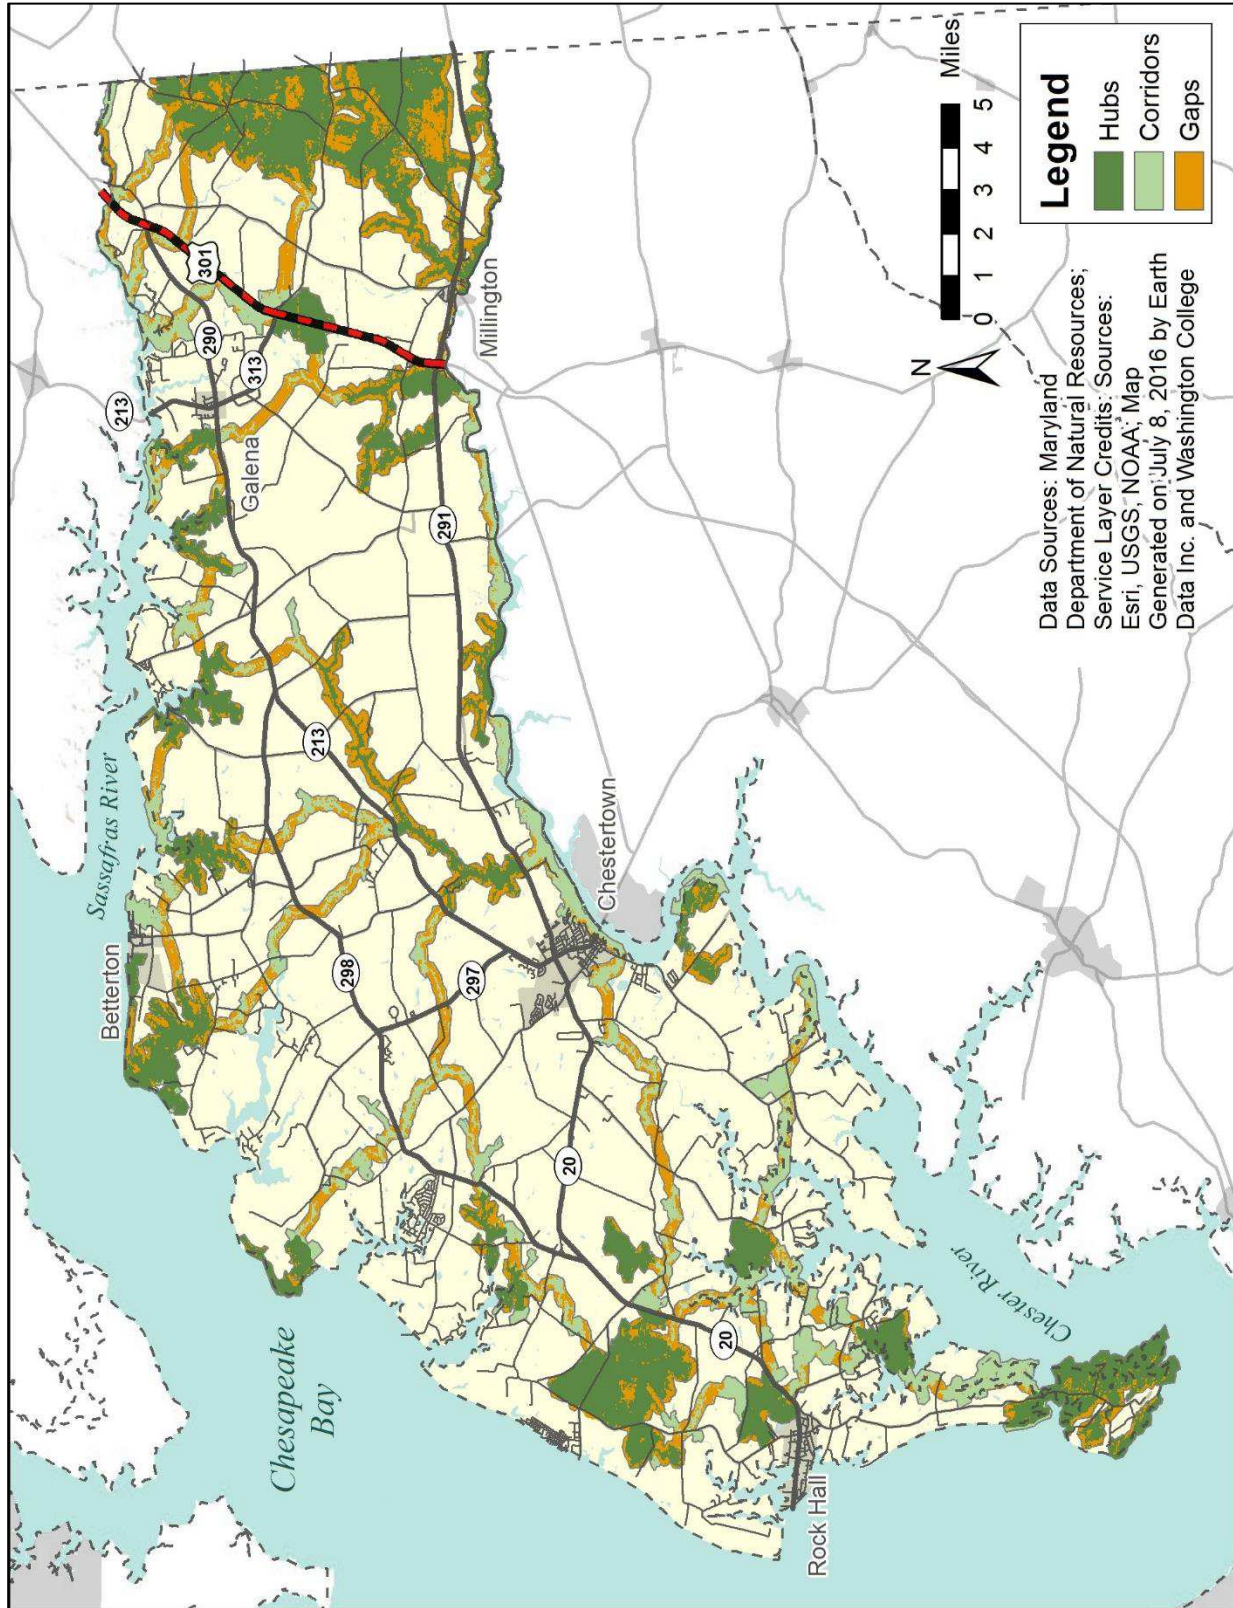 Sassafras River
Betterton
Chesapeake
Bay
Galena
Millington
Chestertown
Rock Hall
Chester River
213
290
301
313
291
213
298
297
20
20
N
0 1 2 3 4 5
Miles
Data Sources: Maryland
Department of Natural Resources;
Service Layer Credits: Sources:
Esri, USGS, NOAA; Map
Generated on July 8, 2016 by Earth
Data Inc. and Washington College
Legend
Hubs
Corridors
Gaps